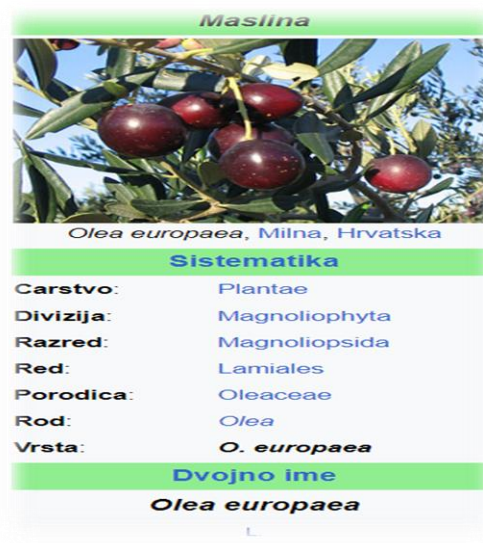 Maslina
Olea europaea, Milna, Hrvatska
Sistematika
Carstvo: Plantae
Divizija: Magnoliophyta
Razred: Magnoliopsida
Red: Lamiales
Porodica: Oleaceae
Rod: Olea
Vrsta: O. europaea
Dvojno ime
Olea europaea
L.